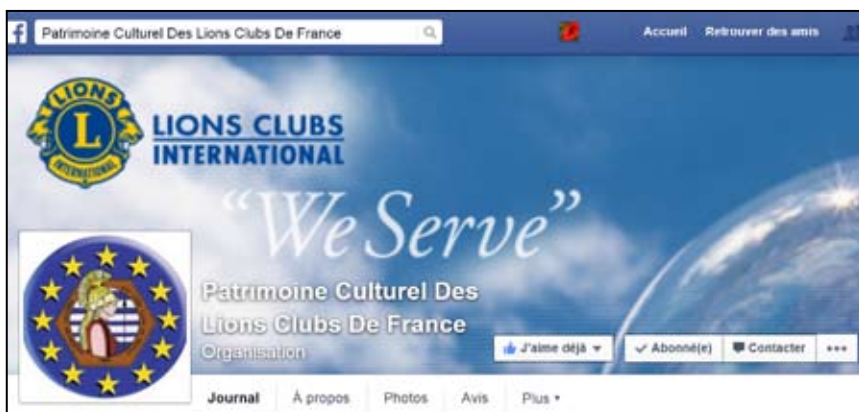 f Patrimoine Culturel Des Lions Clubs De France Accueil Retrouver des amis
LIONS
L
INTERNATIONAL
LIONS CLUBS
INTERNATIONAL
“We Serve”
Patrimoine Culturel Des
Lions Clubs De France
Organisation
J'aime déjà Abonné(e) Contacter
Journal À propos Photos Avis Plus